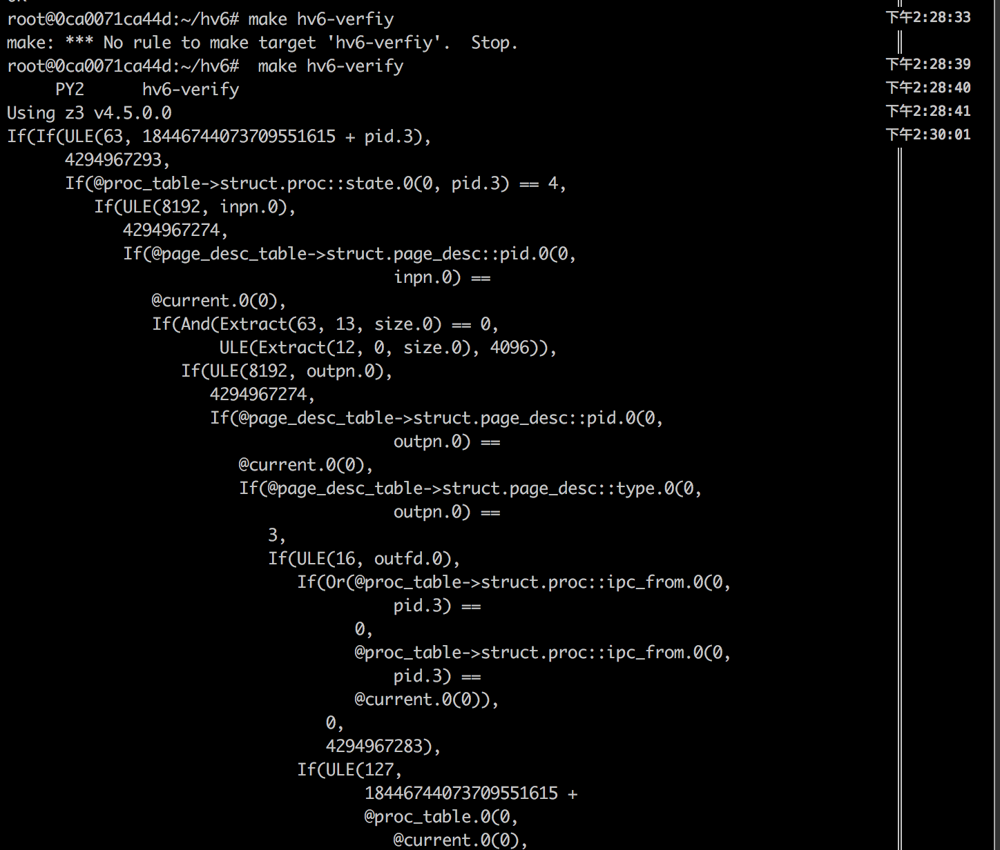 root@0ca0071ca44d:~/hv6# make hv6-verfiy 下午2:28:33
make: *** No rule to make target 'hv6-verfiy'.  Stop.
root@0ca0071ca44d:~/hv6#  make hv6-verify 下午2:28:39
     PY2      hv6-verify 下午2:28:40
Using z3 v4.5.0.0 下午2:28:41
If(If(ULE(63, 18446744073709551615 + pid.3), 下午2:30:01
      4294967293,
      If(@proc_table->struct.proc::state.0(0, pid.3) == 4,
         If(ULE(8192, inpn.0),
            4294967274,
            If(@page_desc_table->struct.page_desc::pid.0(0,
                                        inpn.0) ==
               @current.0(0),
               If(And(Extract(63, 13, size.0) == 0,
                      ULE(Extract(12, 0, size.0), 4096)),
                  If(ULE(8192, outpn.0),
                     4294967274,
                     If(@page_desc_table->struct.page_desc::pid.0(0,
                                        outpn.0) ==
                        @current.0(0),
                        If(@page_desc_table->struct.page_desc::type.0(0,
                                        outpn.0) ==
                           3,
                           If(ULE(16, outfd.0),
                              If(Or(@proc_table->struct.proc::ipc_from.0(0,
                                        pid.3) ==
                                    0,
                                    @proc_table->struct.proc::ipc_from.0(0,
                                        pid.3) ==
                                    @current.0(0)),
                                 0,
                                 4294967283),
                              If(ULE(127,
                                     18446744073709551615 +
                                     @proc_table.0(0,
                                        @current.0(0),